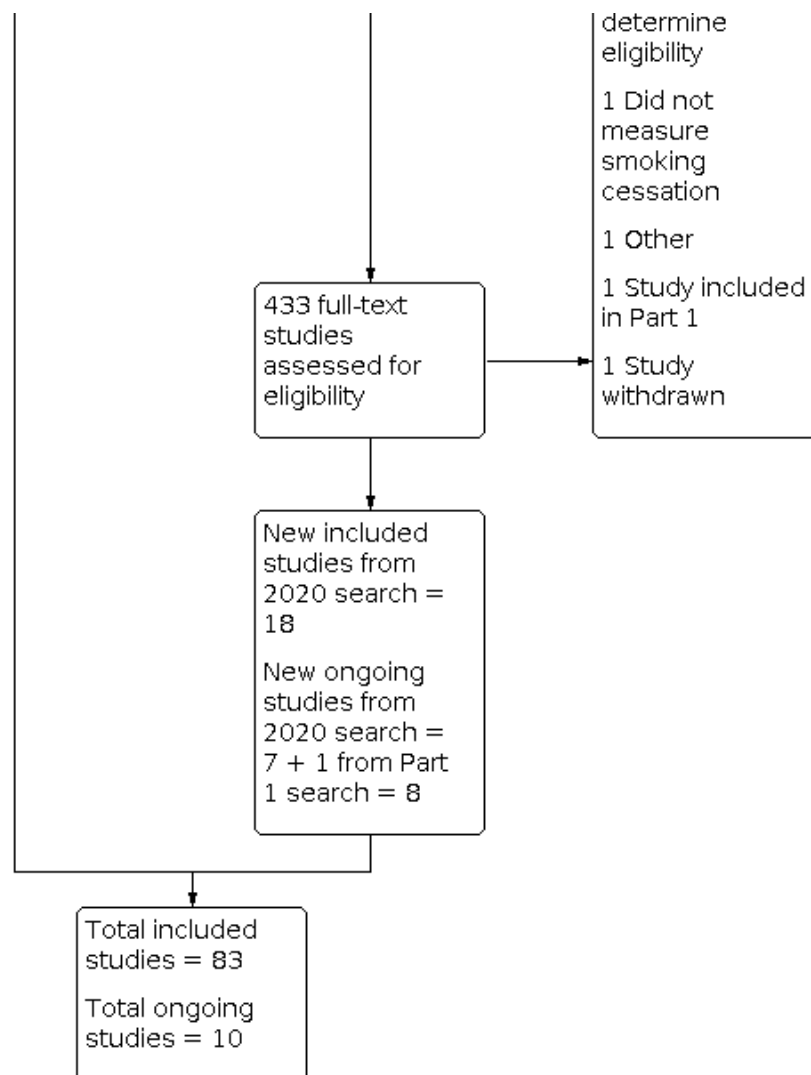 determine
eligibility
1 Did not
measure
smoking
cessation
1 Other
1 Study included
in Part 1
1 Study
withdrawn
433 full-text
studies
assessed for
eligibility
New included
studies from
2020 search =
18
New ongoing
studies from
2020 search =
7 + 1 from Part
1 search = 8
Total included
studies = 83
Total ongoing
studies = 10